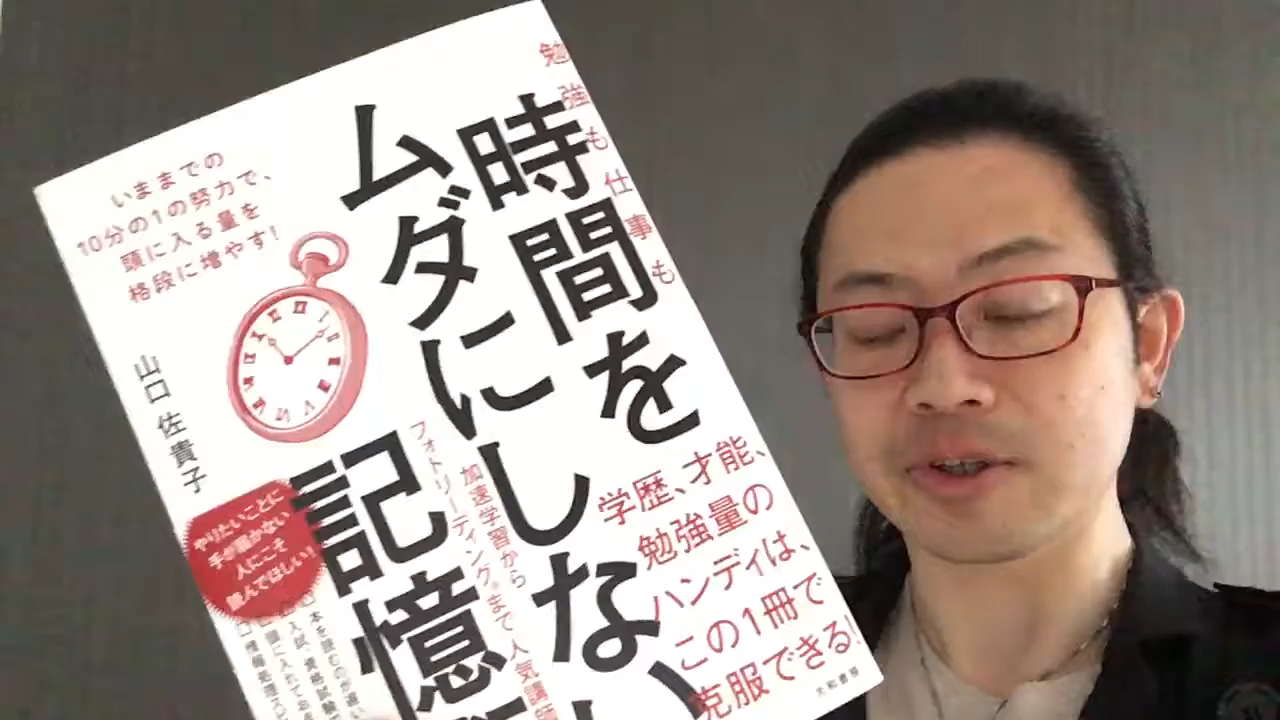 勉強も仕事も
時間を
ムダにしない
記憶
いままでの
10分の1の努力で、
頭に入る量を
格段に増やす!
山口 佐貴子
やりたいことに
手が届かない
人にこそ
読んでほしい!
加速学習から
フォトリーディング®まで、人気講師
学歴、才能、
勉強量の
ハンディは、
この1冊で
克服できる!
大和書房